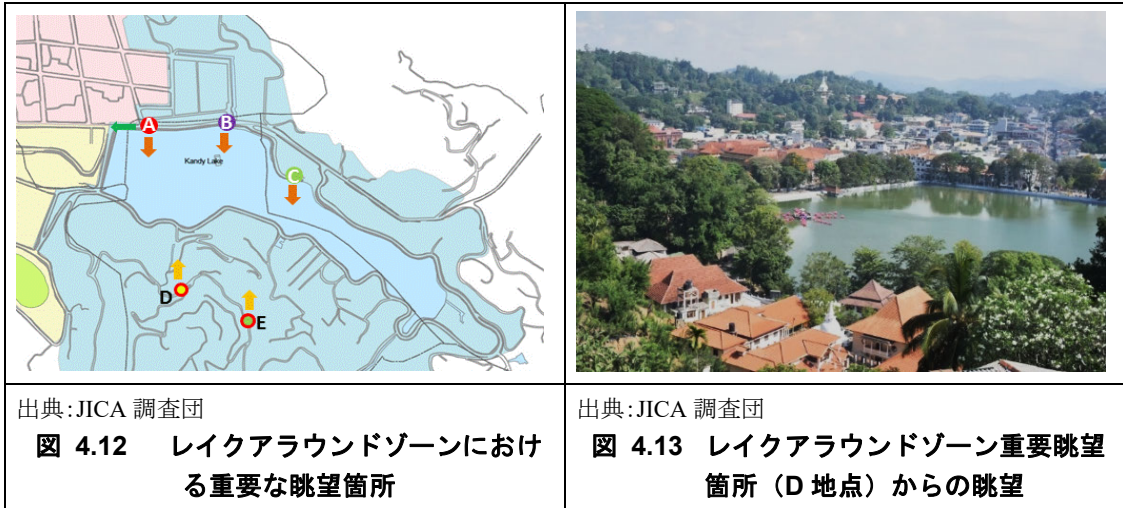 A
B
Kandy Lake
C
D
E
出典：JICA 調査団
図 4.12 レイクアラウンドゾーンにおけ
る重要な眺望箇所
出典：JICA 調査団
図 4.13 レイクアラウンドゾーン重要眺望
箇所（D 地点）からの眺望